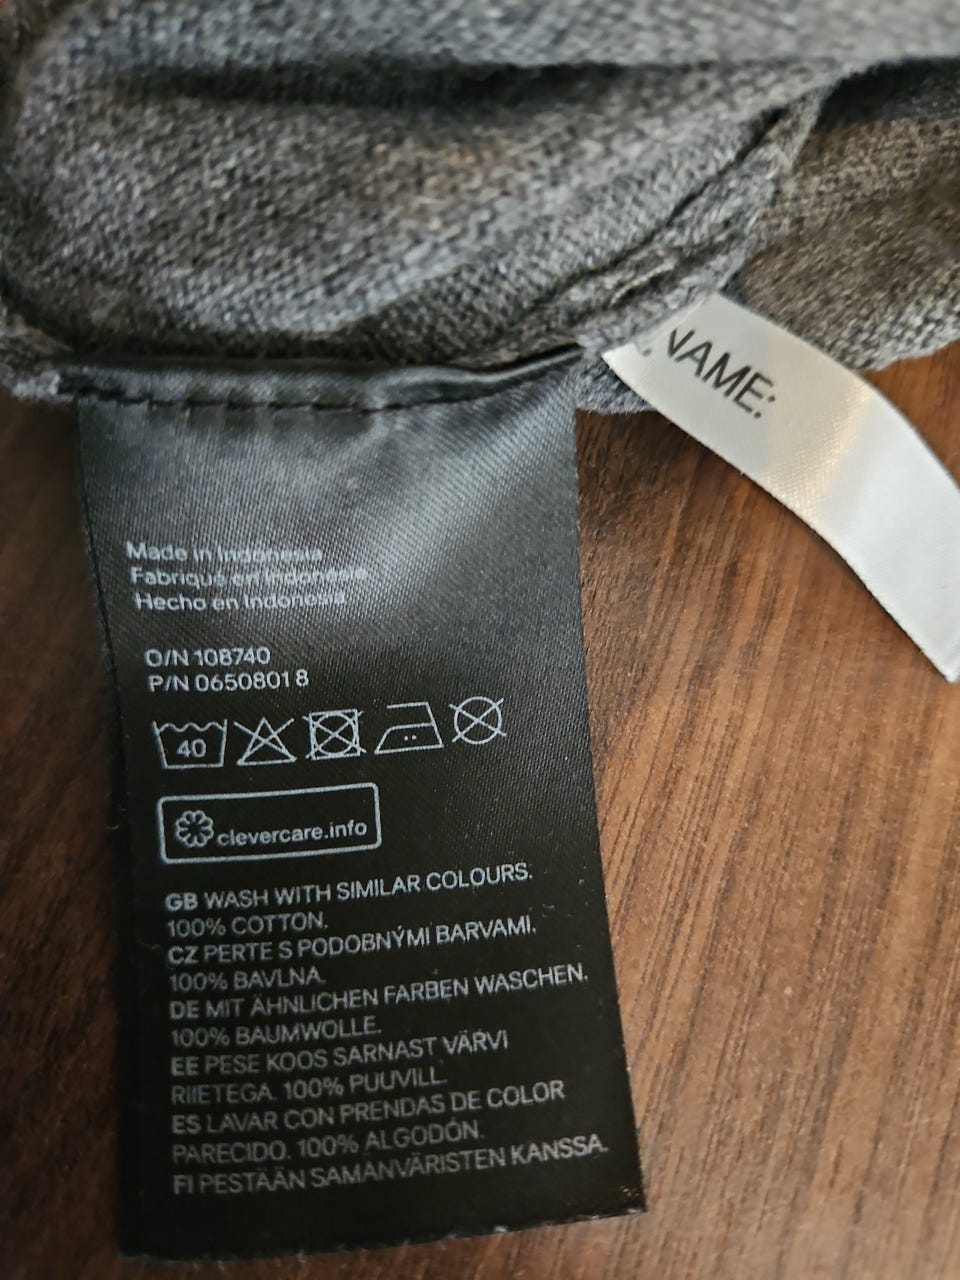 NAME:
Made in Indonesia
Fabriqué en Indonesie
Hecho en Indonesia
O/N 108740
P/N 0650801 8
40
clevercare.info
GB WASH WITH SIMILAR COLOURS.
100% COTTON.
CZ PERTE S PODOBNÝMI BARVAMI.
100% BAVLNA.
DE MIT ÄHNLICHEN FARBEN WASCHEN.
100% BAUMWOLLE.
EE PESE KOOS SARNAST VÄRVI
RIIETEGA. 100% PUUVILL.
ES LAVAR CON PRENDAS DE COLOR
PARECIDO. 100% ALGODÓN.
FI PESTÄÄN SAMANVÄRISTEN KANSSA.